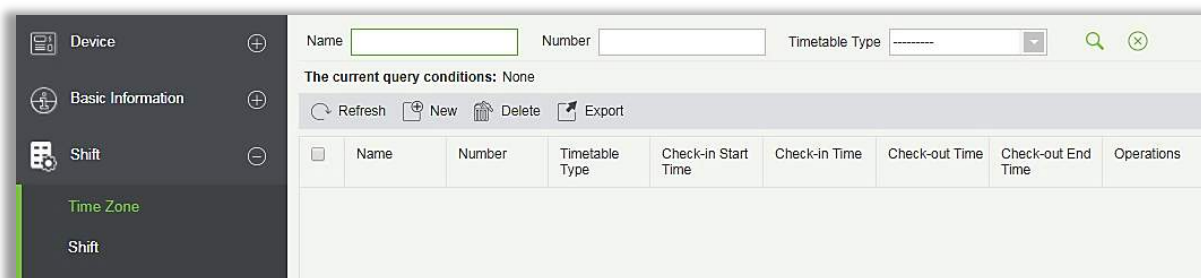 Device
Basic Information
Shift
Time Zone
Shift
Name Number Timetable Type ---------
The current query conditions: None
Refresh New Delete Export
Name Number Timetable Type Check-in Start Time Check-in Time Check-out Time Check-out End Time Operations